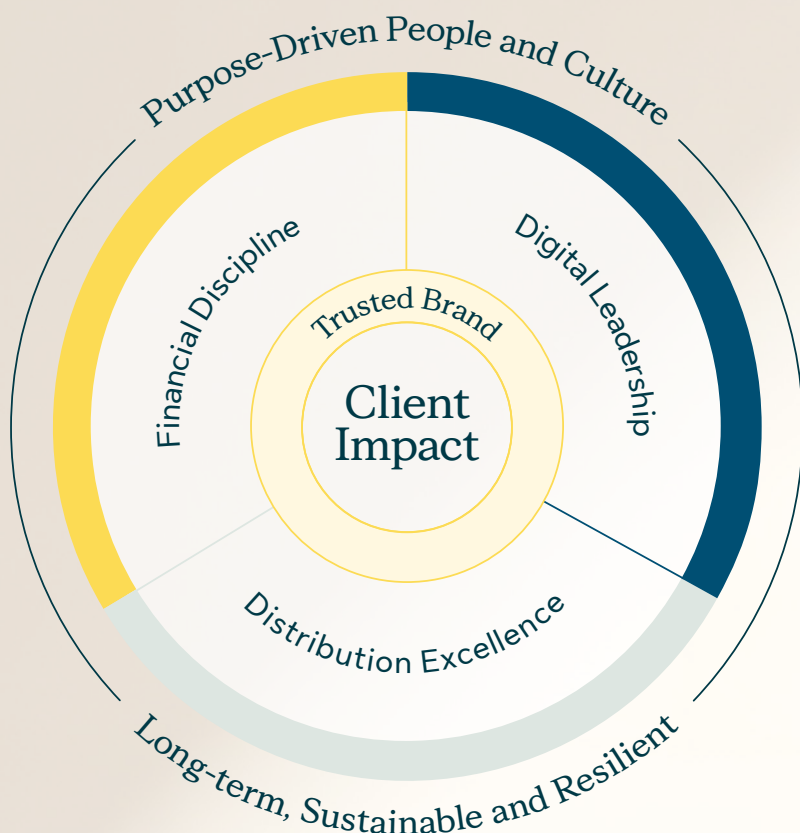 Purpose-Driven People and Culture
Financial Discipline
Digital Leadership
Trusted Brand
Client
Impact
Distribution Excellence
Long-term, Sustainable and Resilient